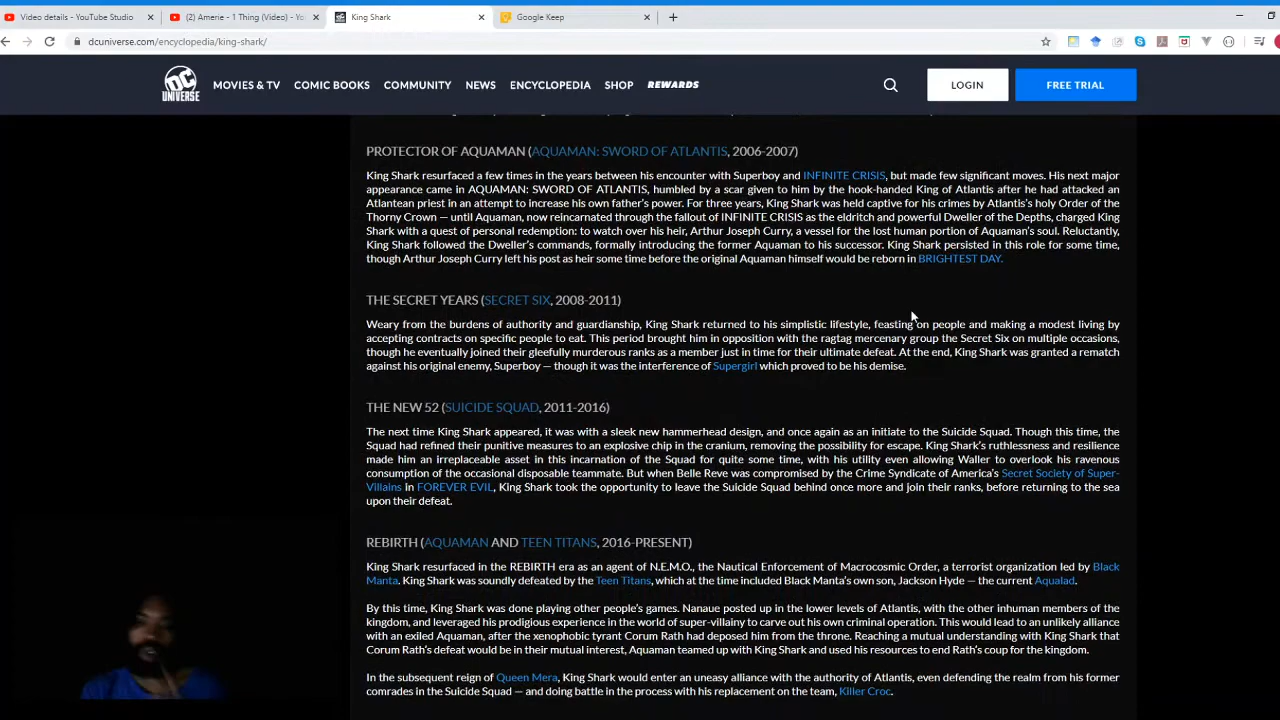 Video details - YouTube Studio
(2) Amerie - 1 Thing (Video) - Yo
King Shark
Google Keep
dcuniverse.com/encyclopedia/king-shark/
DC UNIVERSE
MOVIES & TV
COMIC BOOKS
COMMUNITY
NEWS
ENCYCLOPEDIA
SHOP
REWARDS
LOGIN
FREE TRIAL
PROTECTOR OF AQUAMAN (AQUAMAN: SWORD OF ATLANTIS, 2006-2007)
King Shark resurfaced a few times in the years between his encounter with Superboy and INFINITE CRISIS, but made few significant moves. His next major
appearance came in AQUAMAN: SWORD OF ATLANTIS, humbled by a scar given to him by the hook-handed King of Atlantis after he had attacked an
Atlantean priest in an attempt to increase his own father's power. For three years, King Shark was held captive for his crimes by Atlantis's holy Order of the
Thorny Crown — until Aquaman, now reincarnated through the fallout of INFINITE CRISIS as the eldritch and powerful Dweller of the Depths, charged King
Shark with a quest of personal redemption: to watch over his heir, Arthur Joseph Curry, a vessel for the lost human portion of Aquaman's soul. Reluctantly,
King Shark followed the Dweller's commands, formally introducing the former Aquaman to his successor. King Shark persisted in this role for some time,
though Arthur Joseph Curry left his post as heir some time before the original Aquaman himself would be reborn in BRIGHTEST DAY.
THE SECRET YEARS (SECRET SIX, 2008-2011)
Weary from the burdens of authority and guardianship, King Shark returned to his simplistic lifestyle, feasting on people and making a modest living by
accepting contracts on specific people to eat. This period brought him in opposition with the ragtag mercenary group the Secret Six on multiple occasions,
though he eventually joined their gleefully murderous ranks as a member just in time for their ultimate defeat. At the end, King Shark was granted a rematch
against his original enemy, Superboy — though it was the interference of Supergirl which proved to be his demise.
THE NEW 52 (SUICIDE SQUAD, 2011-2016)
The next time King Shark appeared, it was with a sleek new hammerhead design, and once again as an initiate to the Suicide Squad. Though this time, the
Squad had refined their punitive measures to an explosive chip in the cranium, removing the possibility for escape. King Shark's ruthlessness and resilience
made him an irreplaceable asset in this incarnation of the Squad for quite some time, with his utility even allowing Waller to overlook his ravenous
consumption of the occasional disposable teammate. But when Belle Reve was compromised by the Crime Syndicate of America's Secret Society of Super-
Villains in FOREVER EVIL, King Shark took the opportunity to leave the Suicide Squad behind once more and join their ranks, before returning to the sea
upon their defeat.
REBIRTH (AQUAMAN AND TEEN TITANS, 2016-PRESENT)
King Shark resurfaced in the REBIRTH era as an agent of N.E.M.O., the Nautical Enforcement of Macrocosmic Order, a terrorist organization led by Black
Manta. King Shark was soundly defeated by the Teen Titans, which at the time included Black Manta's own son, Jackson Hyde — the current Aqualad.
By this time, King Shark was done playing other people's games. Nanaue posted up in the lower levels of Atlantis, with the other inhuman members of the
kingdom, and leveraged his prodigious experience in the world of super-villainy to carve out his own criminal operation. This would lead to an unlikely alliance
with an exiled Aquaman, after the xenophobic tyrant Corum Rath had deposed him from the throne. Reaching a mutual understanding with King Shark that
Corum Rath's defeat would be in their mutual interest, Aquaman teamed up with King Shark and used his resources to end Rath's coup for the kingdom.
In the subsequent reign of Queen Mera, King Shark would enter an uneasy alliance with the authority of Atlantis, even defending the realm from his former
comrades in the Suicide Squad — and doing battle in the process with his replacement on the team, Killer Croc.